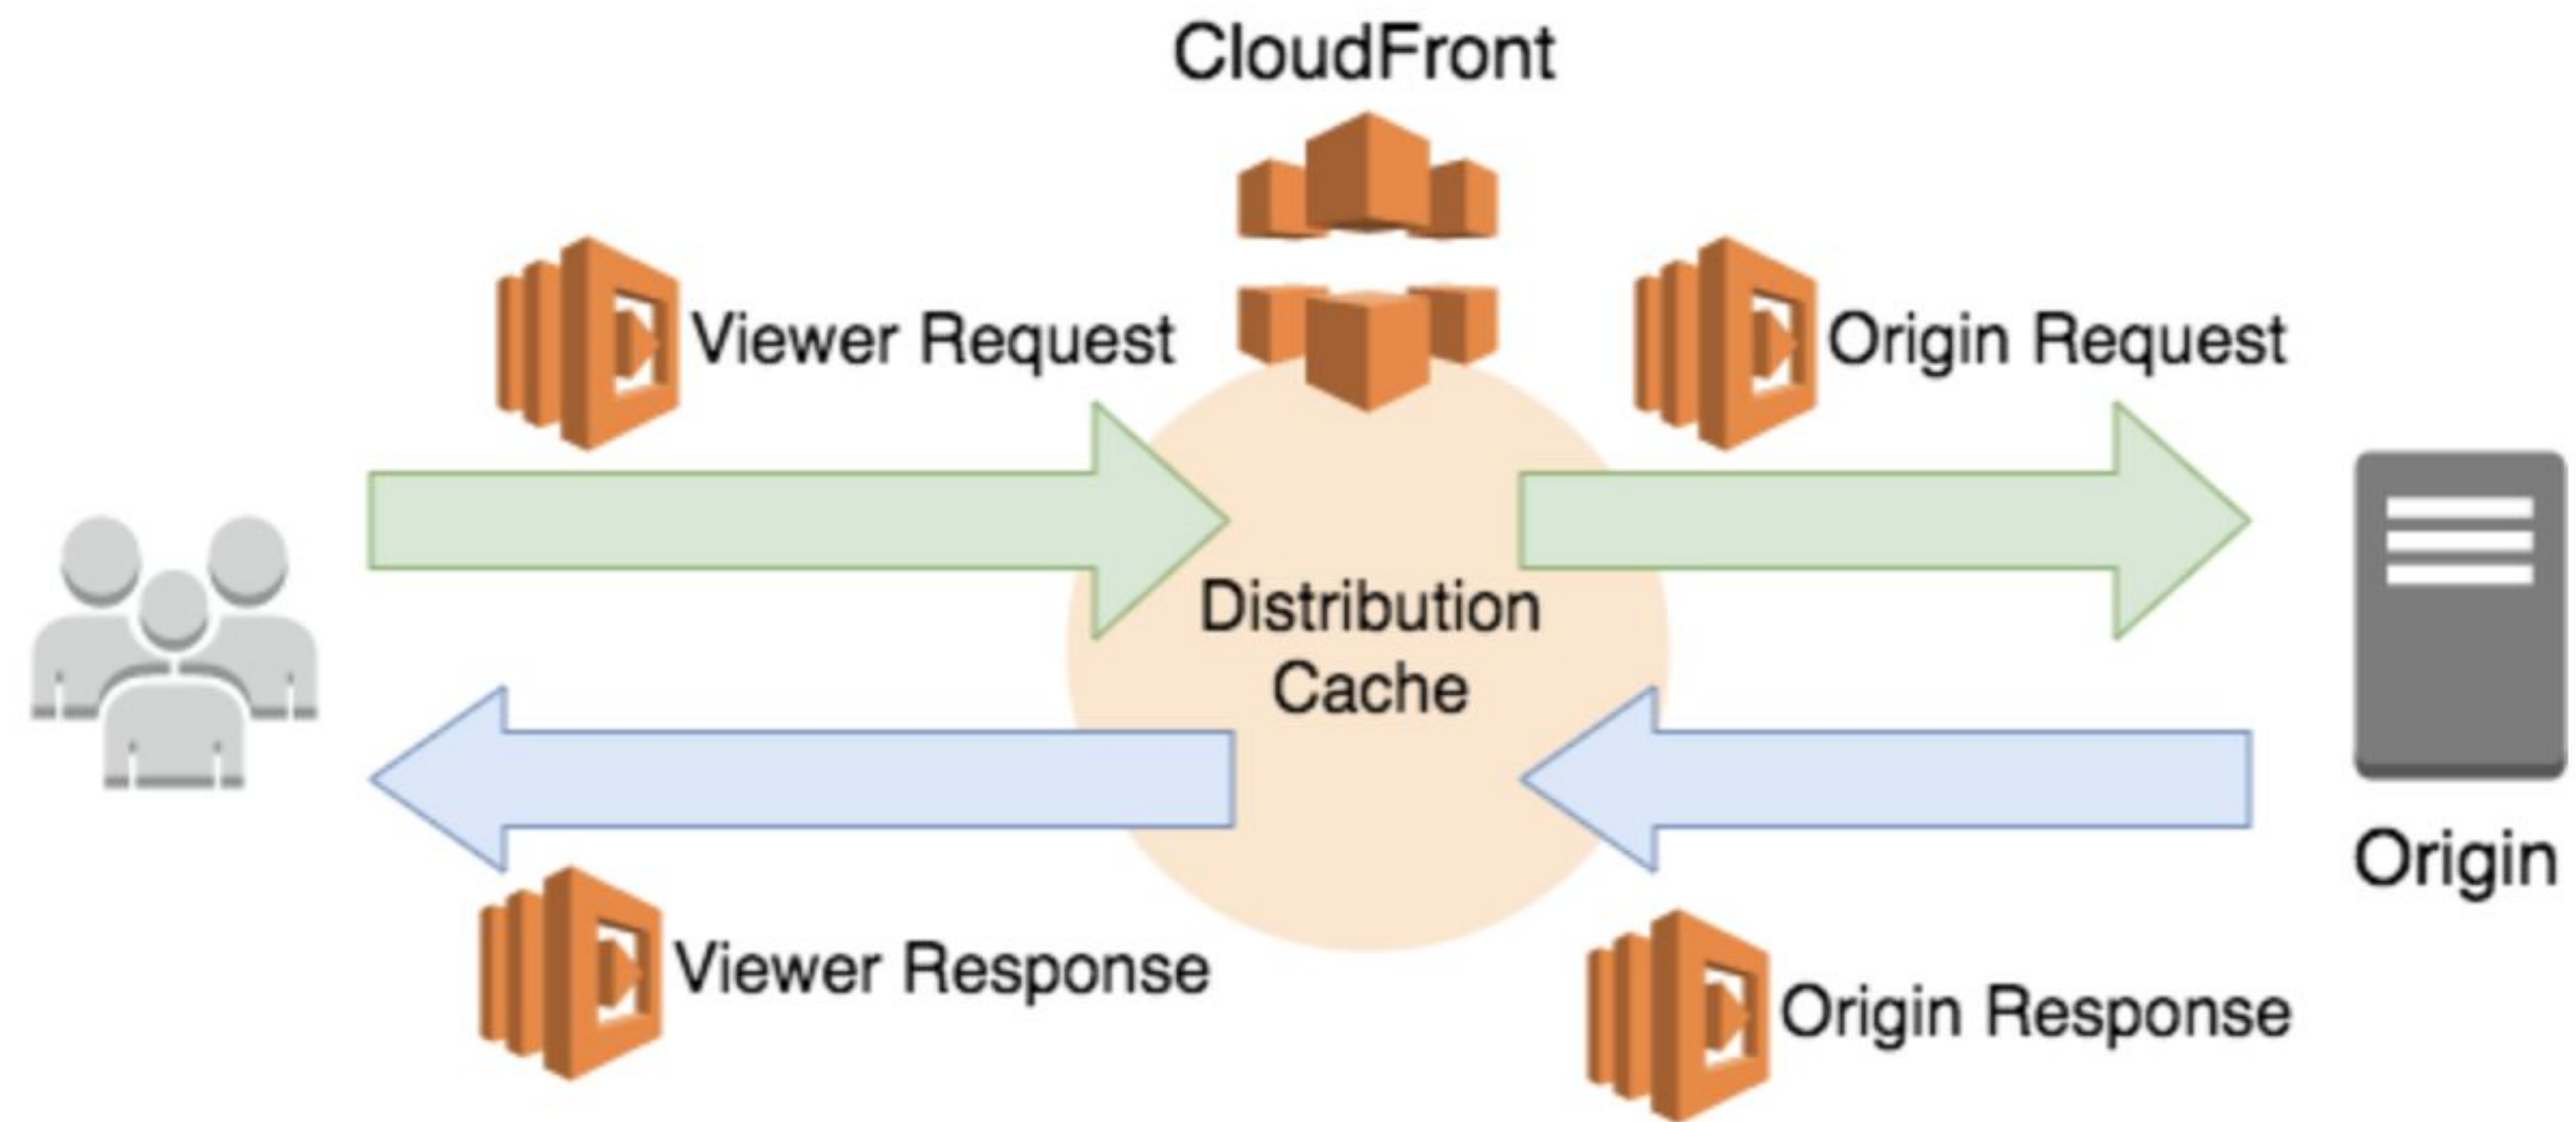 CloudFront
Viewer Request
Origin Request
Distribution
Cache
Origin
Viewer Response
Origin Response